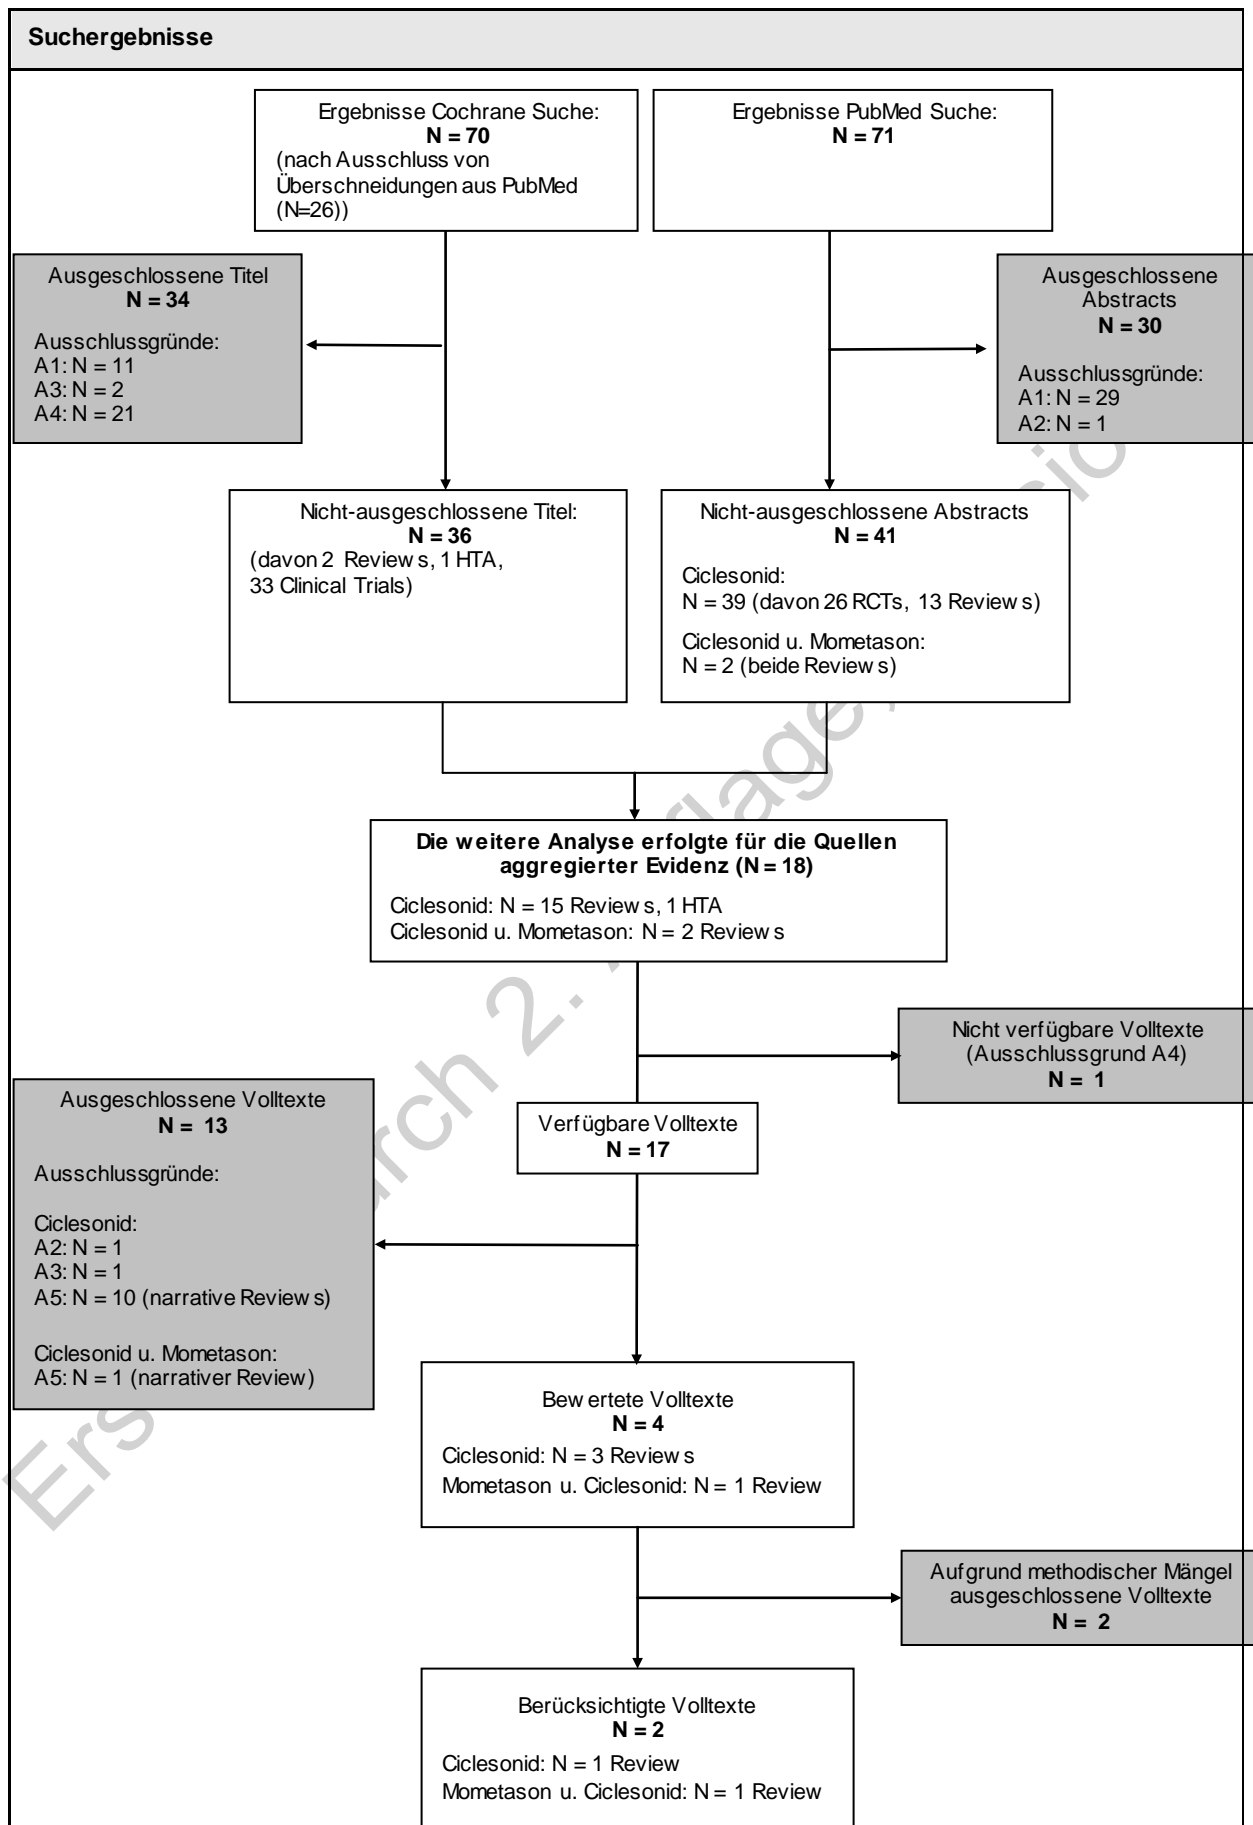 Suchergebnisse
Ergebnisse Cochrane Suche:
N = 70
(nach Ausschluss von
Überschneidungen aus PubMed
(N=26))
Ergebnisse PubMed Suche:
N = 71
Ausgeschlossene Titel
N = 34
Ausschlussgründe:
A1: N = 11
A3: N = 2
A4: N = 21
Ausgeschlossene
Abstracts
N = 30
Ausschlussgründe:
A1: N = 29
A2: N = 1
Nicht-ausgeschlossene Titel:
N = 36
(davon 2 Reviews, 1 HTA,
33 Clinical Trials)
Nicht-ausgeschlossene Abstracts
N = 41
Ciclesonid:
N = 39 (davon 26 RCTs, 13 Reviews)
Ciclesonid u. Mometason:
N = 2 (beide Reviews)
Die weitere Analyse erfolgte für die Quellen
aggregierter Evidenz (N = 18)
Ciclesonid: N = 15 Reviews, 1 HTA
Ciclesonid u. Mometason: N = 2 Reviews
Nicht verfügbare Volltexte
(Ausschlussgrund A4)
N = 1
Ausgeschlossene Volltexte
N = 13
Ausschlussgründe:
Ciclesonid:
A2: N = 1
A3: N = 1
A5: N = 10 (narrative Reviews)
Ciclesonid u. Mometason:
A5: N = 1 (narrativer Review)
Verfügbare Volltexte
N = 17
Bewertete Volltexte
N = 4
Ciclesonid: N = 3 Reviews
Mometason u. Ciclesonid: N = 1 Review
Aufgrund methodischer Mängel
ausgeschlossene Volltexte
N = 2
Berücksichtigte Volltexte
N = 2
Ciclesonid: N = 1 Review
Mometason u. Ciclesonid: N = 1 Review